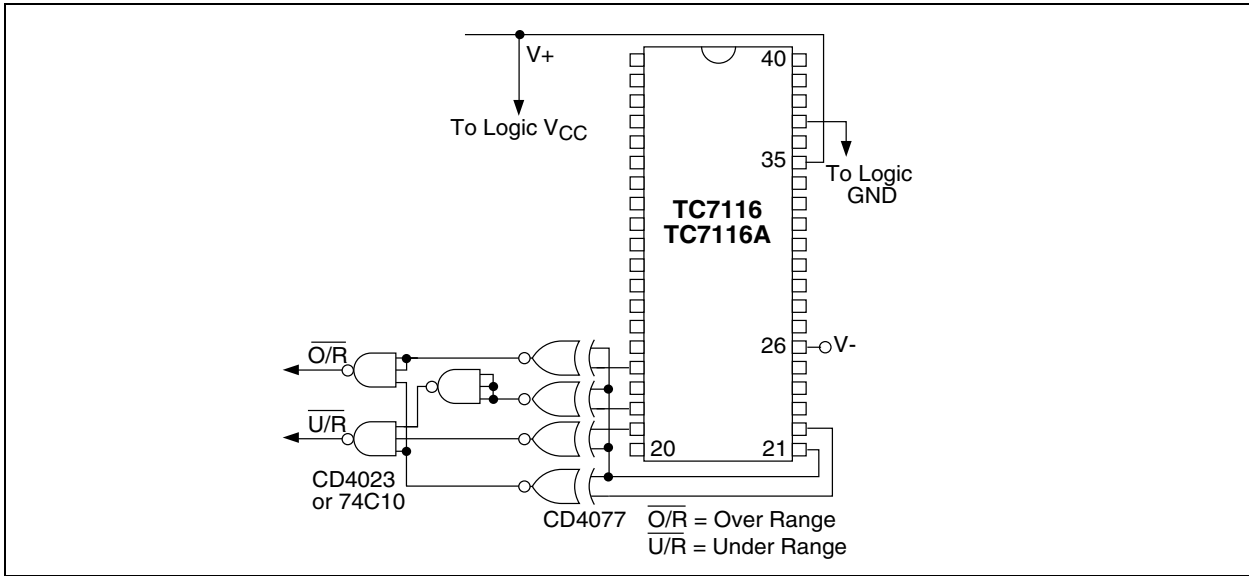 V+
40
To Logic VCC
35
To Logic
GND
TC7116
TC7116A
O/R
26
V-
U/R
20
21
CD4023
or 74C10
CD4077
O/R = Over Range
U/R = Under Range